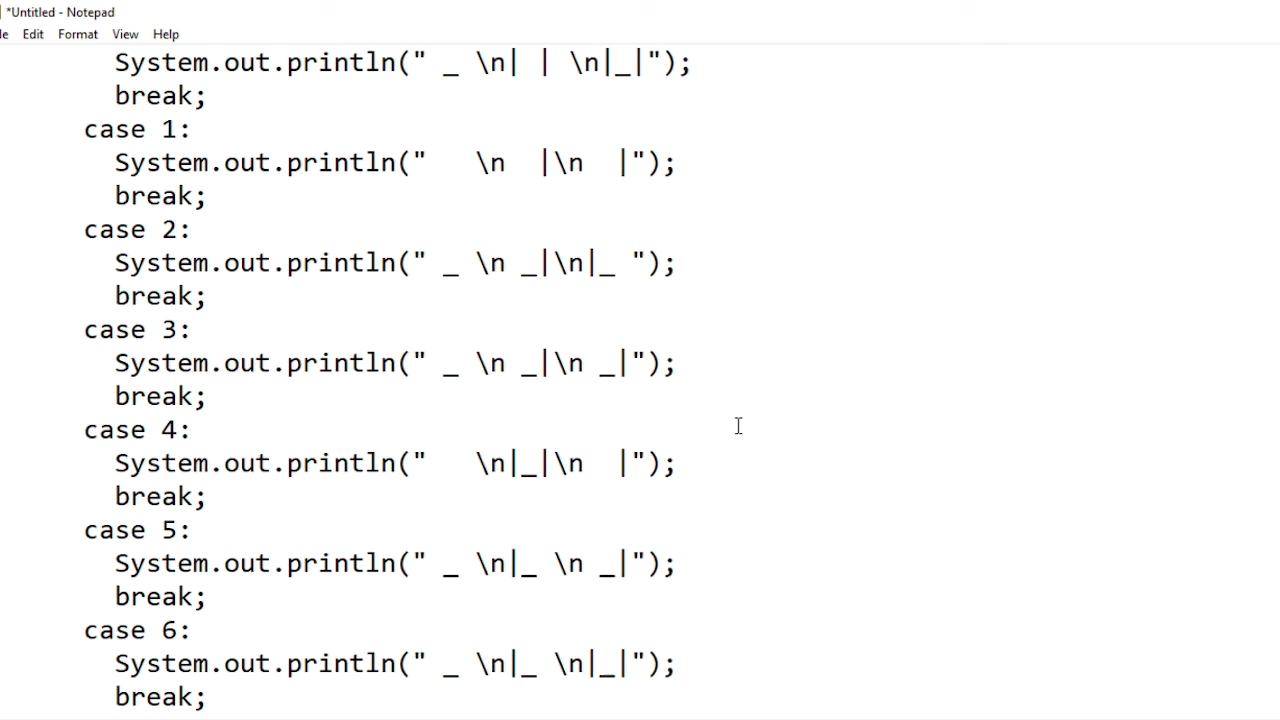 *Untitled - Notepad
le Edit Format View Help
System.out.println(" _ \n| | \n|_|");
break;
case 1:
System.out.println("   \n  |\n  |");
break;
case 2:
System.out.println(" _ \n _|\n|_ ");
break;
case 3:
System.out.println(" _ \n _|\n _|");
break;
case 4:
System.out.println("   \n|_|\n  |");
break;
case 5:
System.out.println(" _ \n|_ \n _|");
break;
case 6:
System.out.println(" _ \n|_ \n|_|");
break;